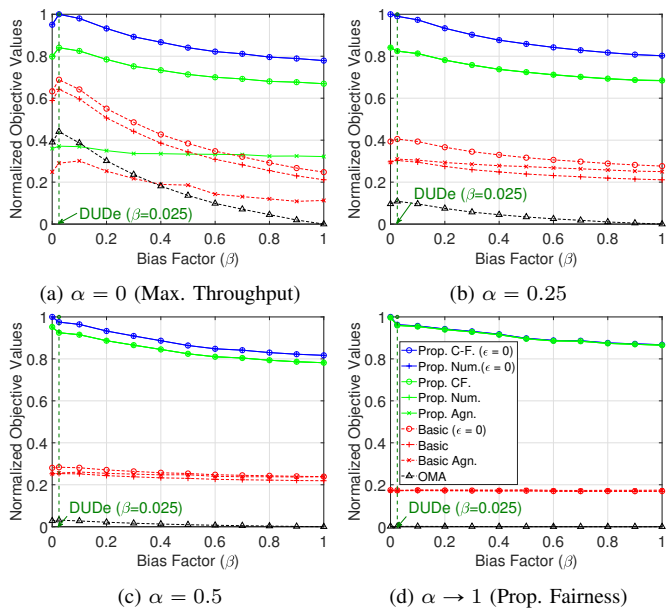 Normalized Objective Values
1
0.8
0.6
0.4
0.2
0
DUDe (β=0.025)
0 0.2 0.4 0.6 0.8 1
Bias Factor (β)
(a) α = 0 (Max. Throughput)
Normalized Objective Values
1
0.8
0.6
0.4
0.2
0
DUDe (β=0.025)
0 0.2 0.4 0.6 0.8 1
Bias Factor (β)
(b) α = 0.25
Normalized Objective Values
1
0.8
0.6
0.4
0.2
0
DUDe (β=0.025)
0 0.2 0.4 0.6 0.8 1
Bias Factor (β)
(c) α = 0.5
Normalized Objective Values
1
0.8
0.6
0.4
0.2
0
Prop. C-F. (ϵ = 0)
Prop. Num.(ϵ = 0)
Prop. CF.
Prop. Num.
Prop. Agn.
Basic (ϵ = 0)
Basic
Basic Agn.
OMA
DUDe (β=0.025)
0 0.2 0.4 0.6 0.8 1
Bias Factor (β)
(d) α → 1 (Prop. Fairness)